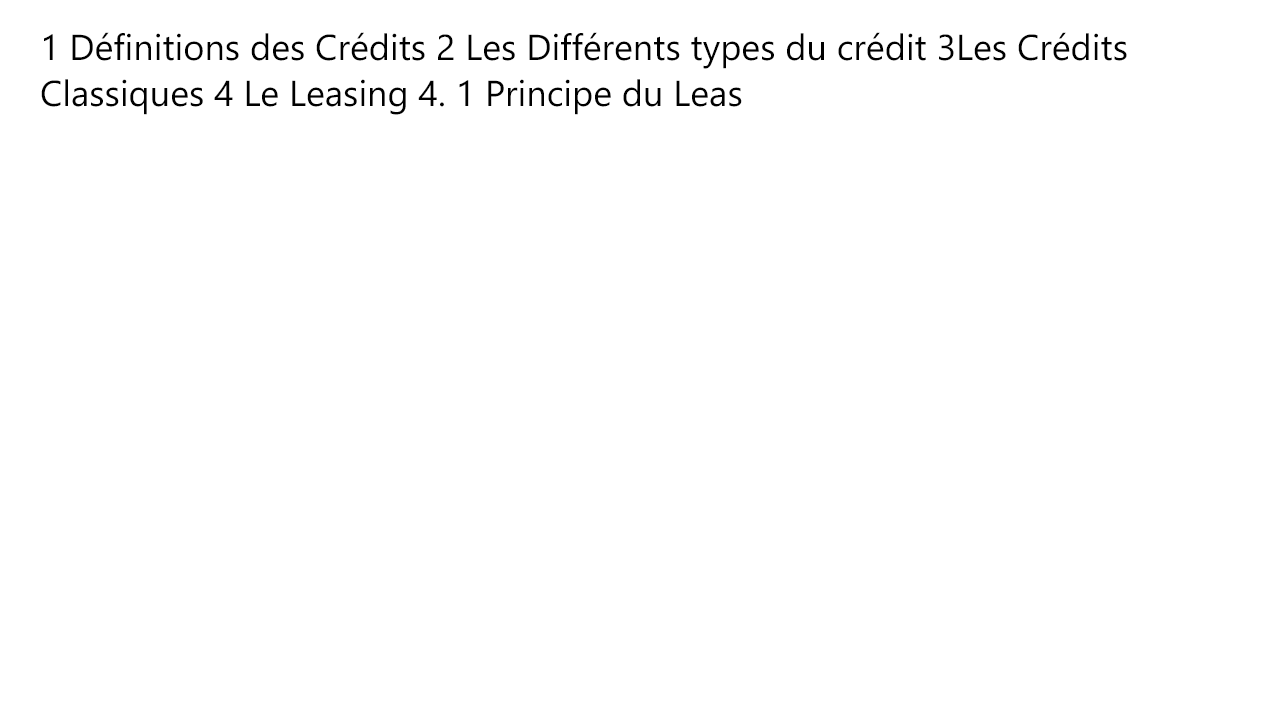 1 Définitions des Crédits 2 Les Différents types du crédit 3Les Crédits
Classiques 4 Le Leasing 4. 1 Principe du Leas